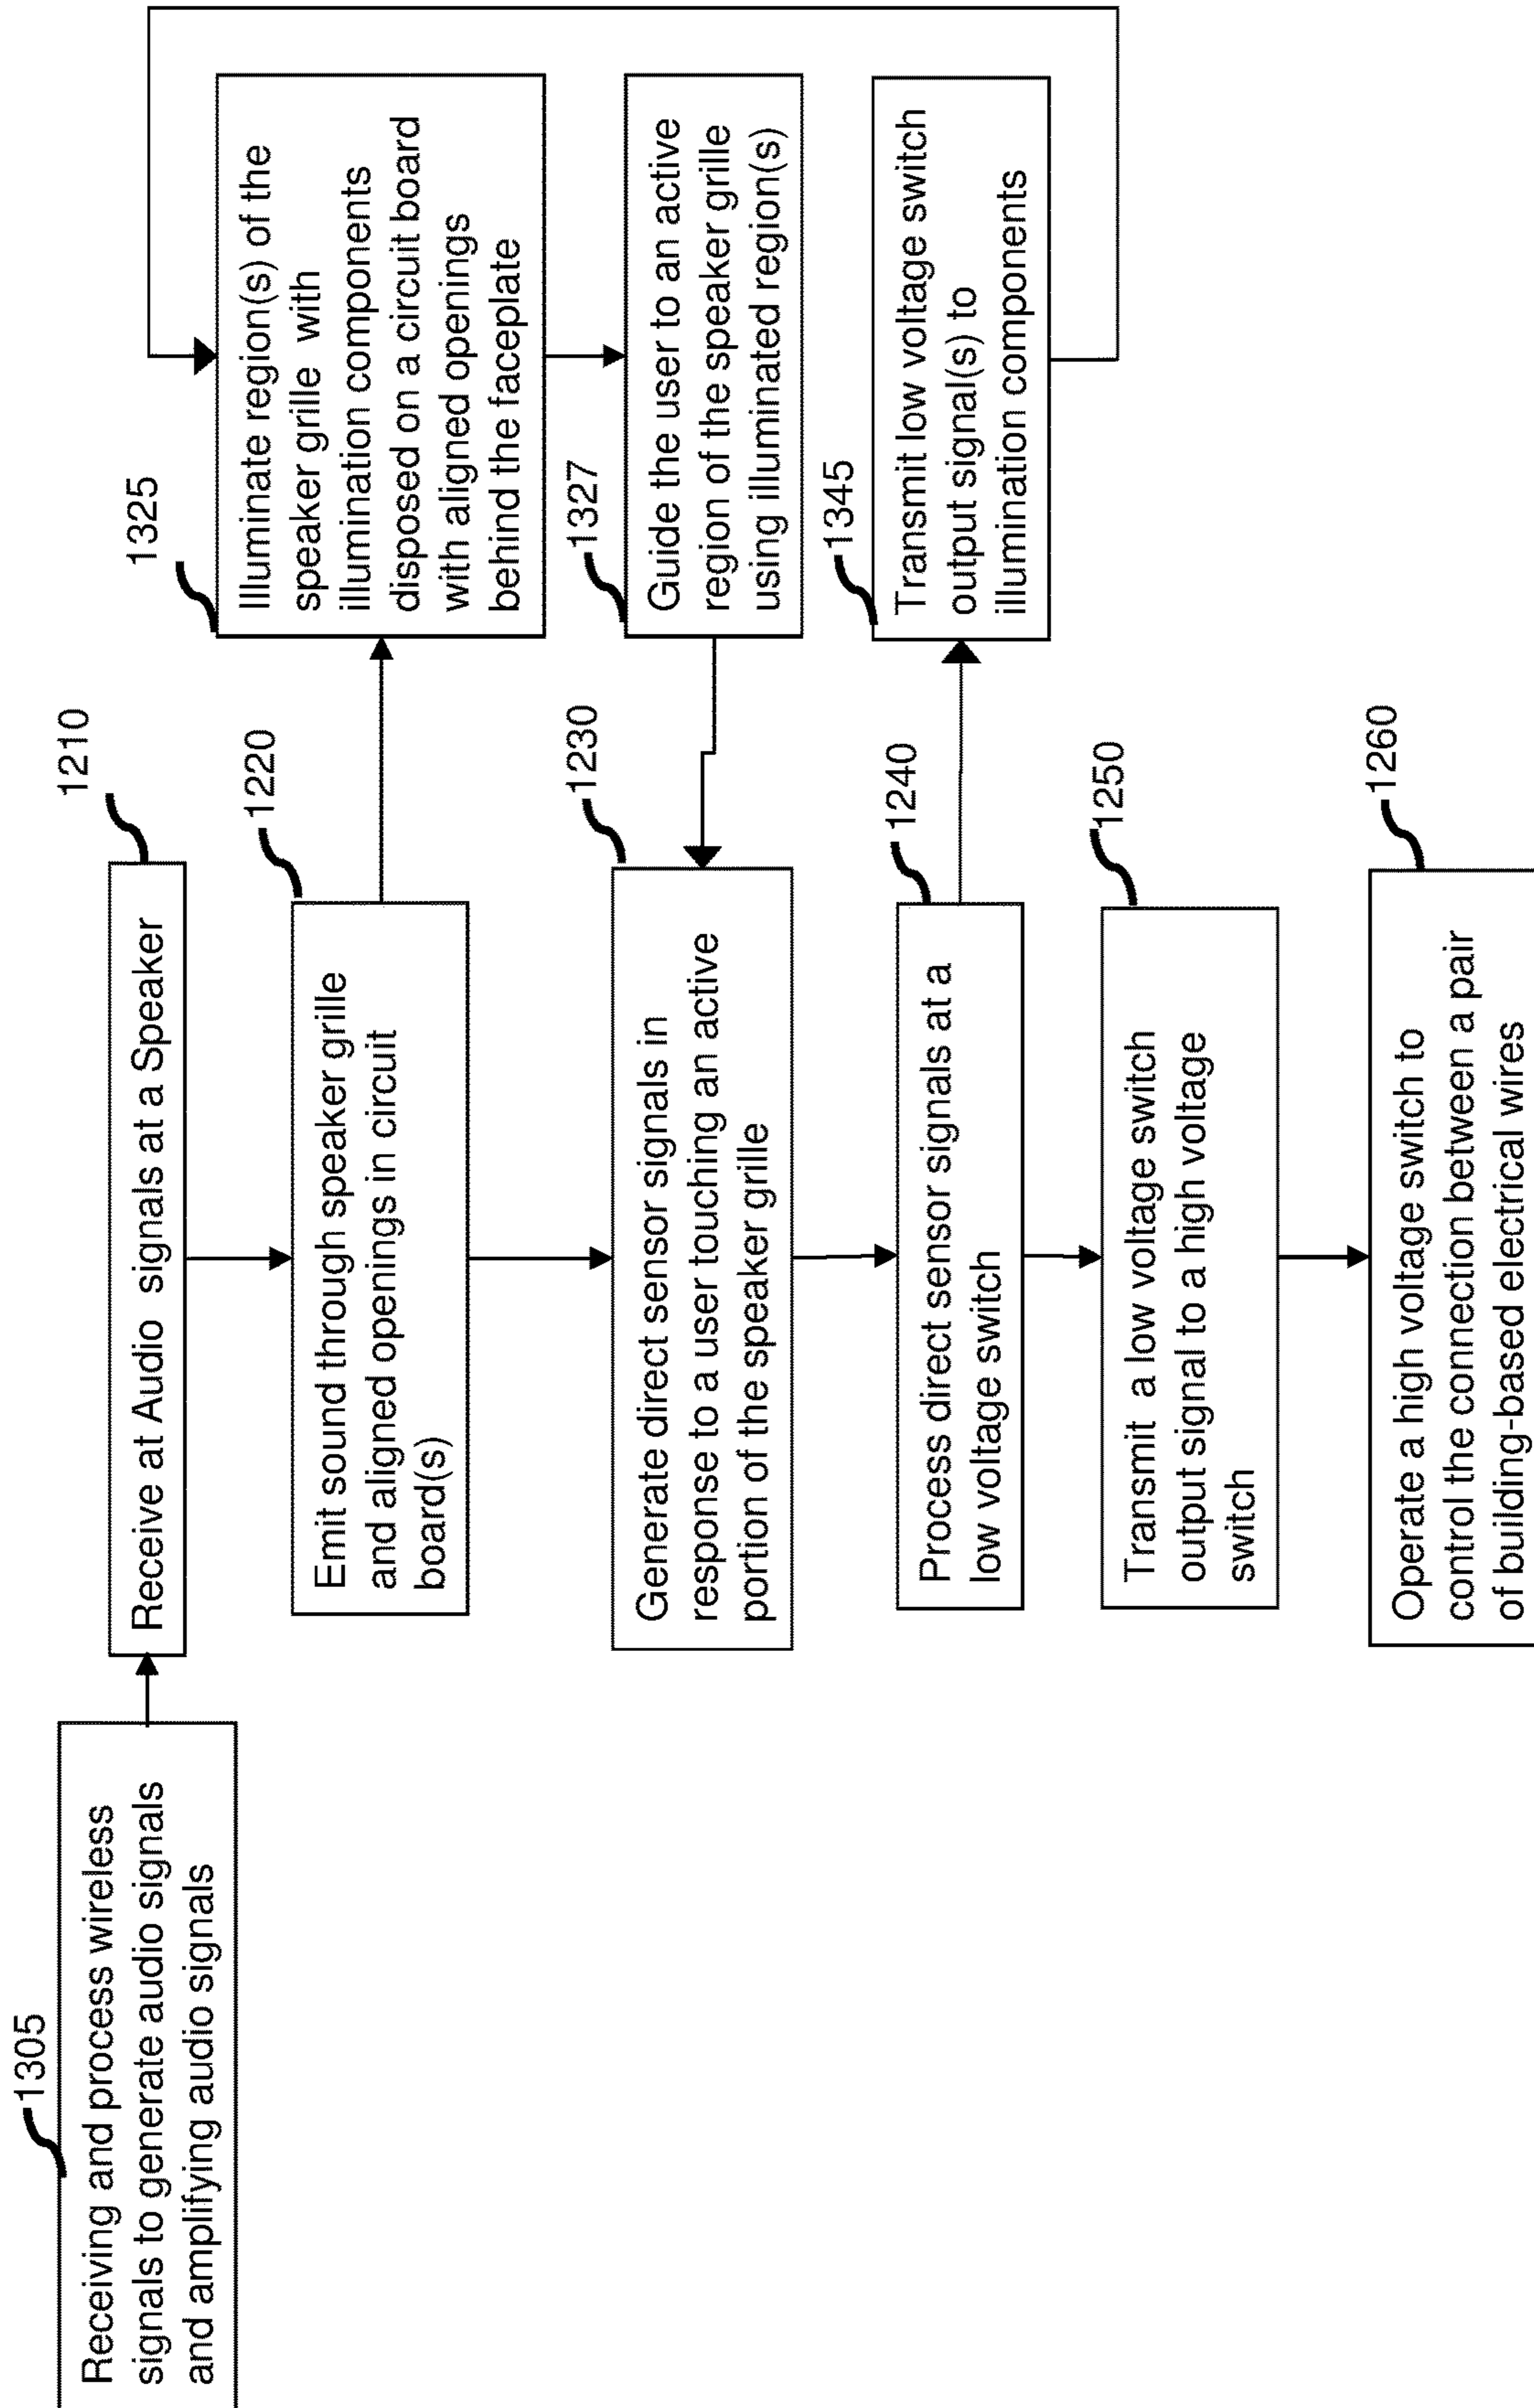 1305
Receiving and process wireless
signals to generate audio signals
and amplifying audio signals
1210
Receive at Audio signals at a Speaker
1220
Emit sound through speaker grille
and aligned openings in circuit
board(s)
1325
Illuminate region(s) of the
speaker grille with
illumination components
disposed on a circuit board
with aligned openings
behind the faceplate
1327
Guide the user to an active
region of the speaker grille
using illuminated region(s)
1230
Generate direct sensor signals in
response to a user touching an active
portion of the speaker grille
1240
Process direct sensor signals at a
low voltage switch
1345
Transmit low voltage switch
output signal(s) to
illumination components
1250
Transmit a low voltage switch
output signal to a high voltage
switch
1260
Operate a high voltage switch to
control the connection between a pair
of building-based electrical wires